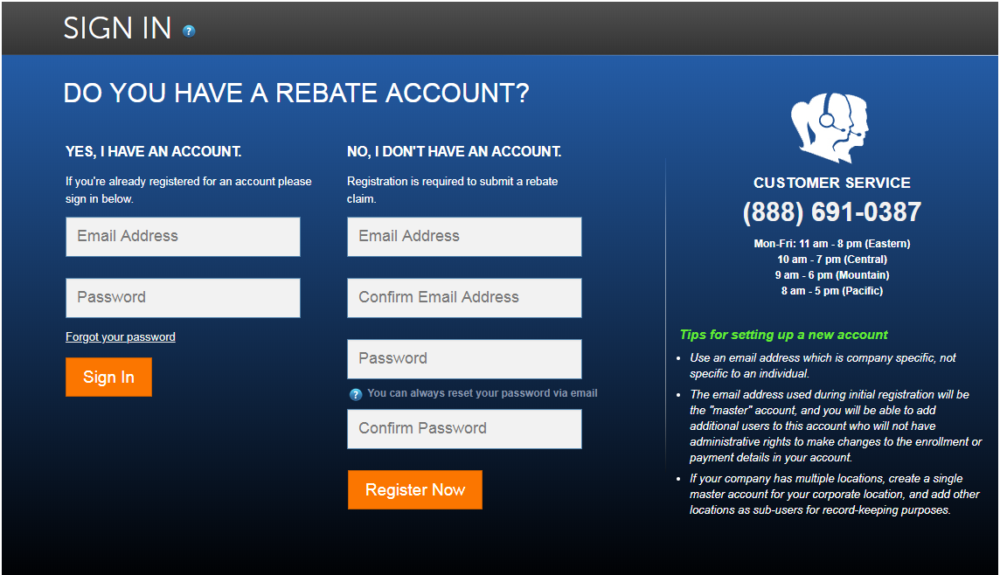 SIGN IN ?
DO YOU HAVE A REBATE ACCOUNT?
YES, I HAVE AN ACCOUNT.
If you're already registered for an account please
sign in below.
Email Address
Password
Forgot your password
Sign In
NO, I DON'T HAVE AN ACCOUNT.
Registration is required to submit a rebate
claim.
Email Address
Confirm Email Address
Password
? You can always reset your password via email
Confirm Password
Register Now
CUSTOMER SERVICE
(888) 691-0387
Mon-Fri: 11 am - 8 pm (Eastern)
10 am - 7 pm (Central)
9 am - 6 pm (Mountain)
8 am - 5 pm (Pacific)
Tips for setting up a new account
• Use an email address which is company specific, not
specific to an individual.
• The email address used during initial registration will be
the "master" account, and you will be able to add
additional users to this account who will not have
administrative rights to make changes to the enrollment or
payment details in your account.
• If your company has multiple locations, create a single
master account for your corporate location, and add other
locations as sub-users for record-keeping purposes.